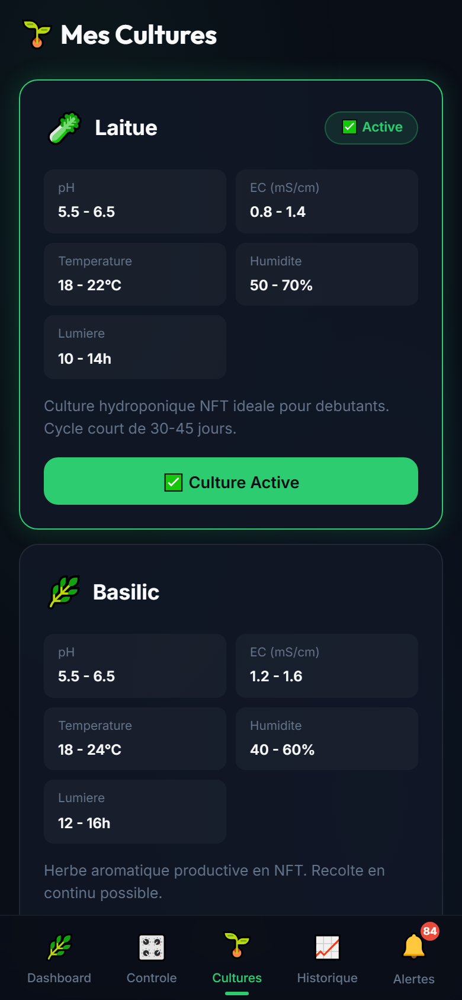 Mes Cultures
Laitue
Active
pH
EC (mS/cm)
5.5 - 6.5
0.8 - 1.4
Temperature
Humidite
18 - 22°C
50 - 70%
Lumiere
10 - 14h
Culture hydroponique NFT ideale pour debutants.
Cycle court de 30-45 jours.
Culture Active
Basilic
pH
EC (mS/cm)
5.5 - 6.5
1.2 - 1.6
Temperature
Humidite
18 - 24°C
40 - 60%
Lumiere
12 - 16h
Herbe aromatique productive en NFT. Recolte en
continu possible.
84
Dashboard
Controle
Cultures
Historique
Alertes